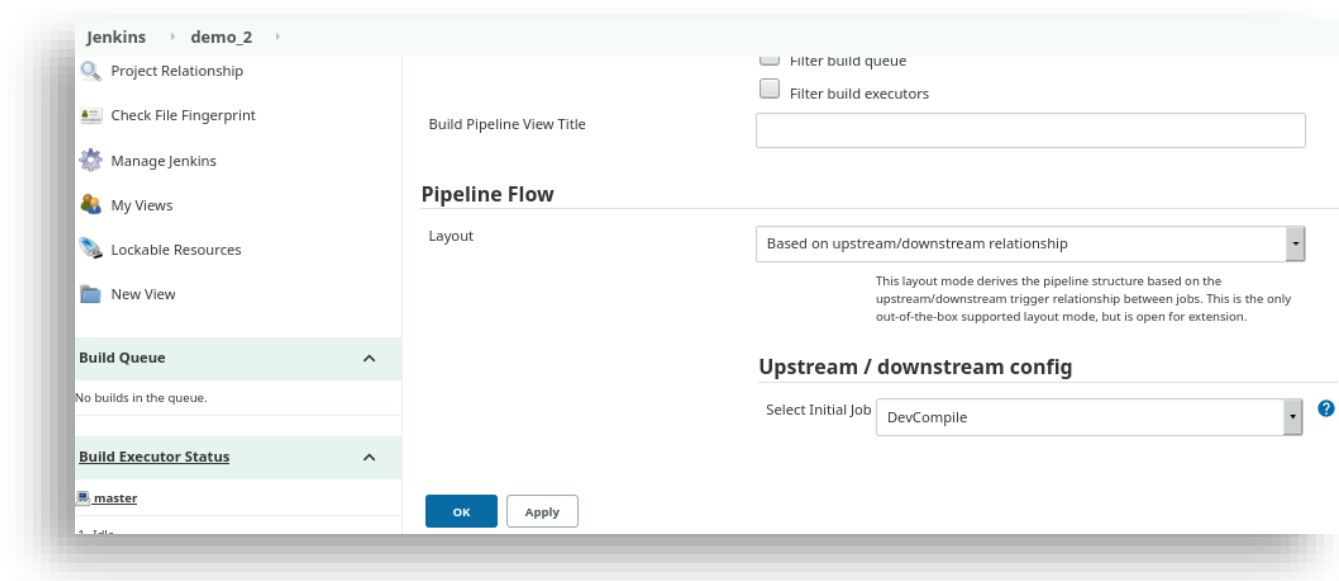 Jenkins
demo_2
Project Relationship
Check File Fingerprint
Manage Jenkins
My Views
Lockable Resources
New View
Build Queue
No builds in the queue.
Build Executor Status
master
1 Idle
Filter build queue
Filter build executors
Build Pipeline View Title
Pipeline Flow
Layout
Based on upstream/downstream relationship
This layout mode derives the pipeline structure based on the
upstream/downstream trigger relationship between jobs. This is the only
out-of-the-box supported layout mode, but is open for extension.
Upstream / downstream config
Select Initial Job
DevCompile
?
OK
Apply